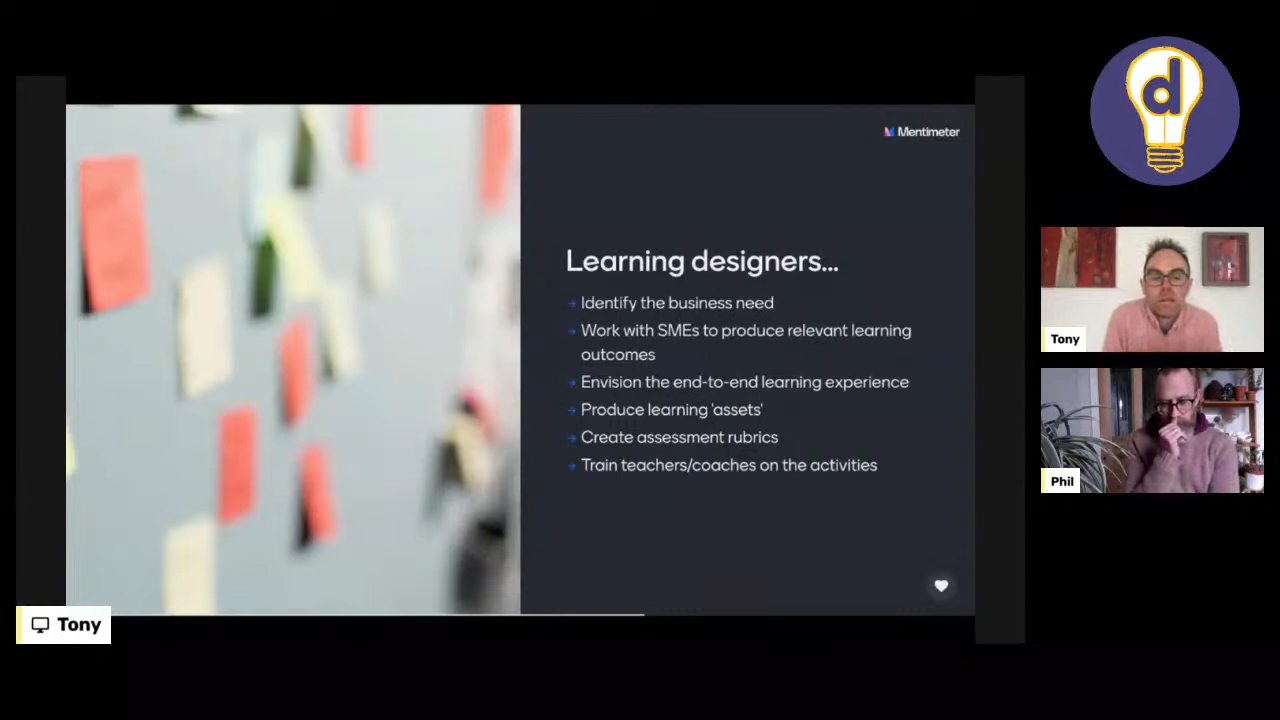 Mentimeter
Learning designers...
→ Identify the business need
→ Work with SMEs to produce relevant learning
outcomes
→ Envision the end-to-end learning experience
→ Produce learning 'assets'
→ Create assessment rubrics
→ Train teachers/coaches on the activities
d
Tony
Phil
Tony